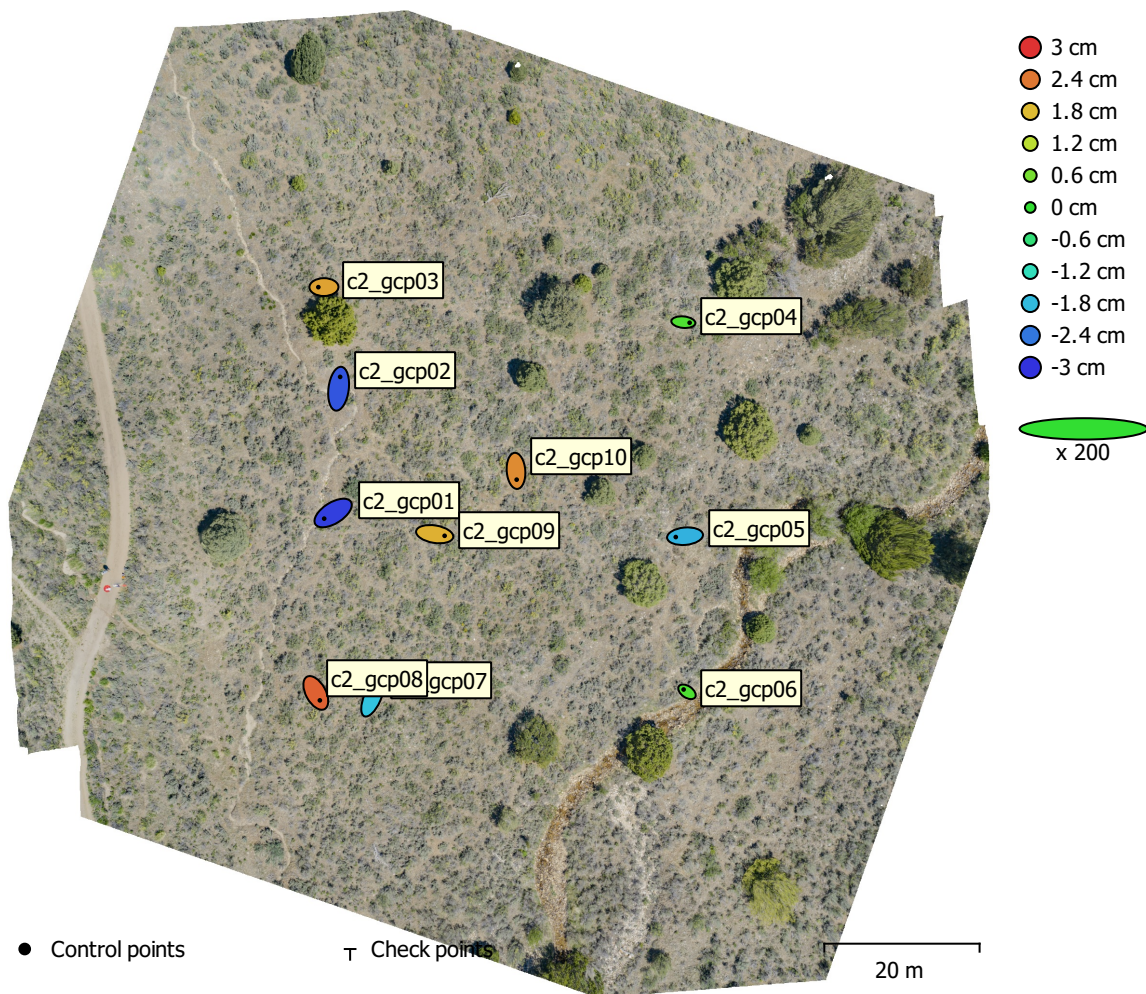 3 cm
2.4 cm
1.8 cm
1.2 cm
0.6 cm
0 cm
-0.6 cm
-1.2 cm
-1.8 cm
-2.4 cm
-3 cm
x 200
c2_gcp03
c2_gcp04
c2_gcp02
c2_gcp10
c2_gcp01
c2_gcp09
c2_gcp05
c2_gcp08
gcp07
c2_gcp06
Control points
Check points
20 m